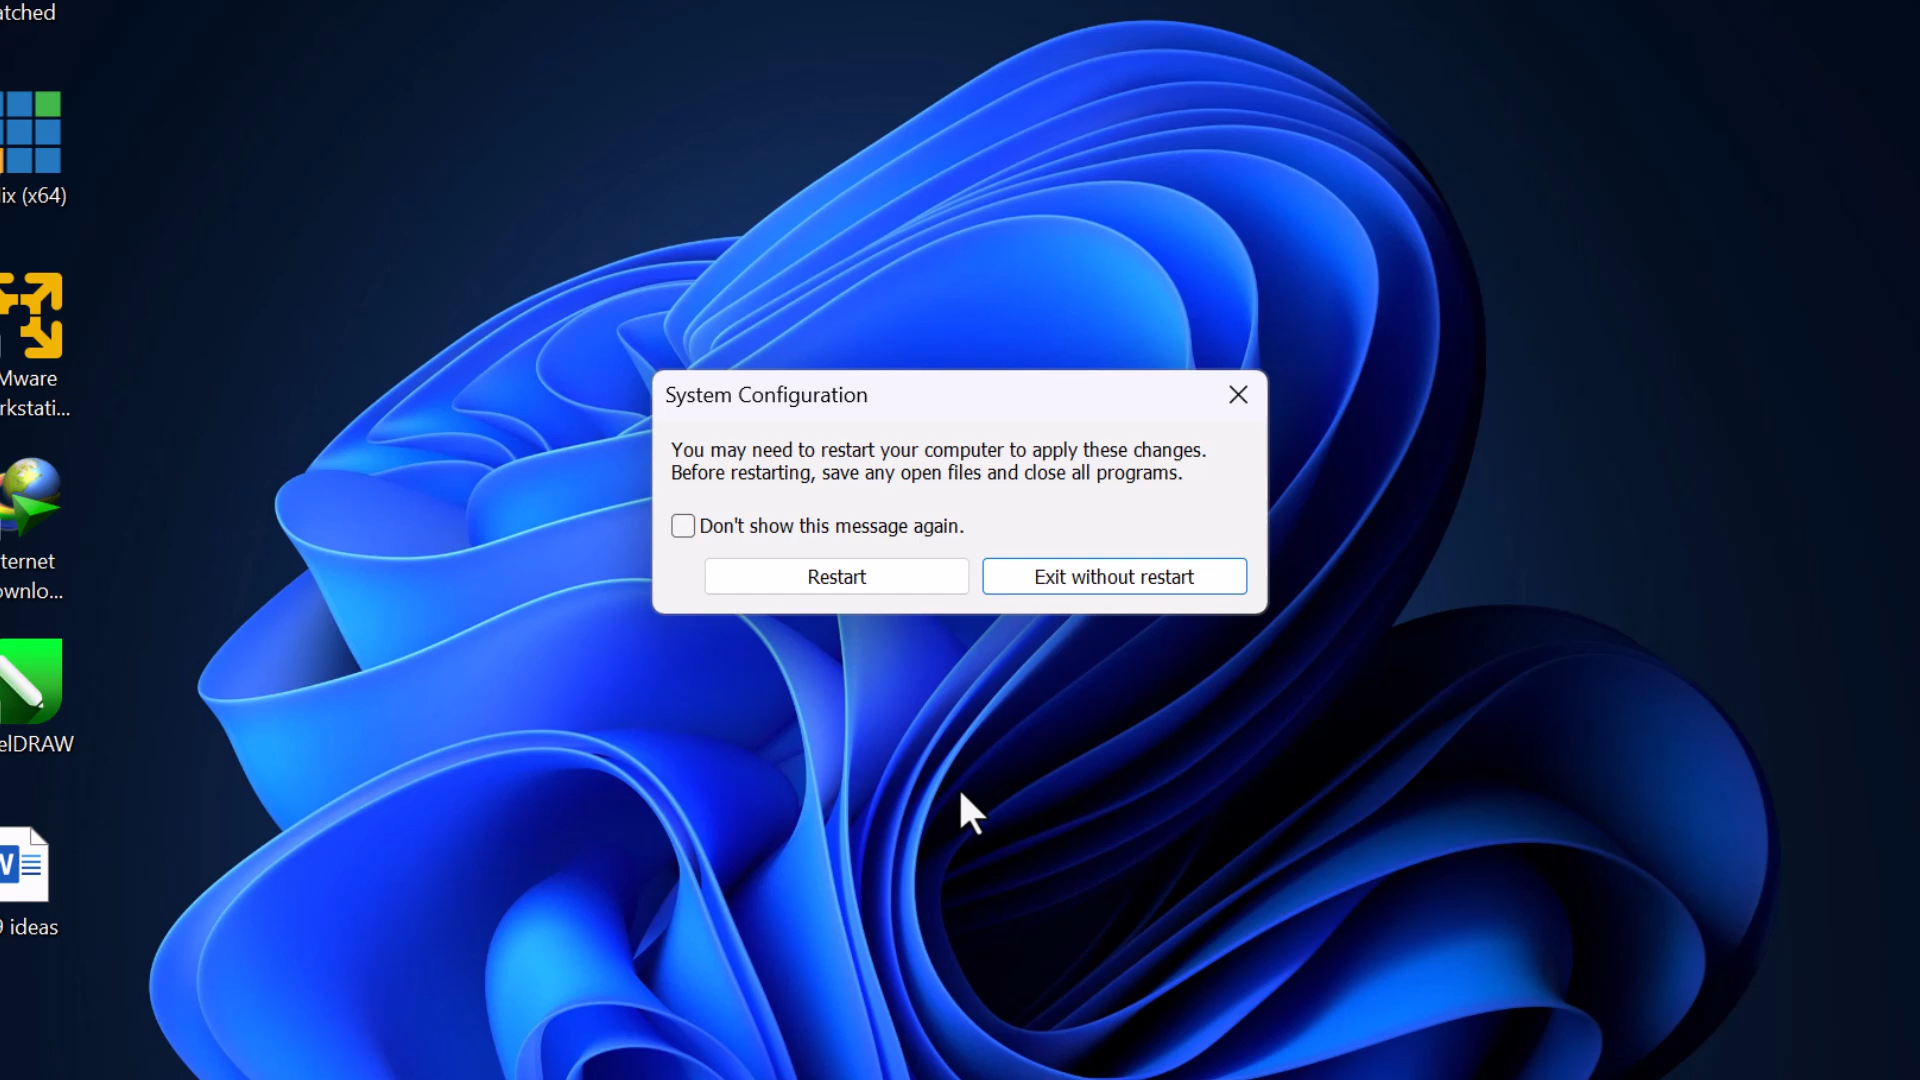 atched
ix (x64)
Mware
rkstati...
ternet
ownlo...
elDRAW
W
9 ideas
System Configuration
You may need to restart your computer to apply these changes.
Before restarting, save any open files and close all programs.
Don't show this message again.
Restart
Exit without restart